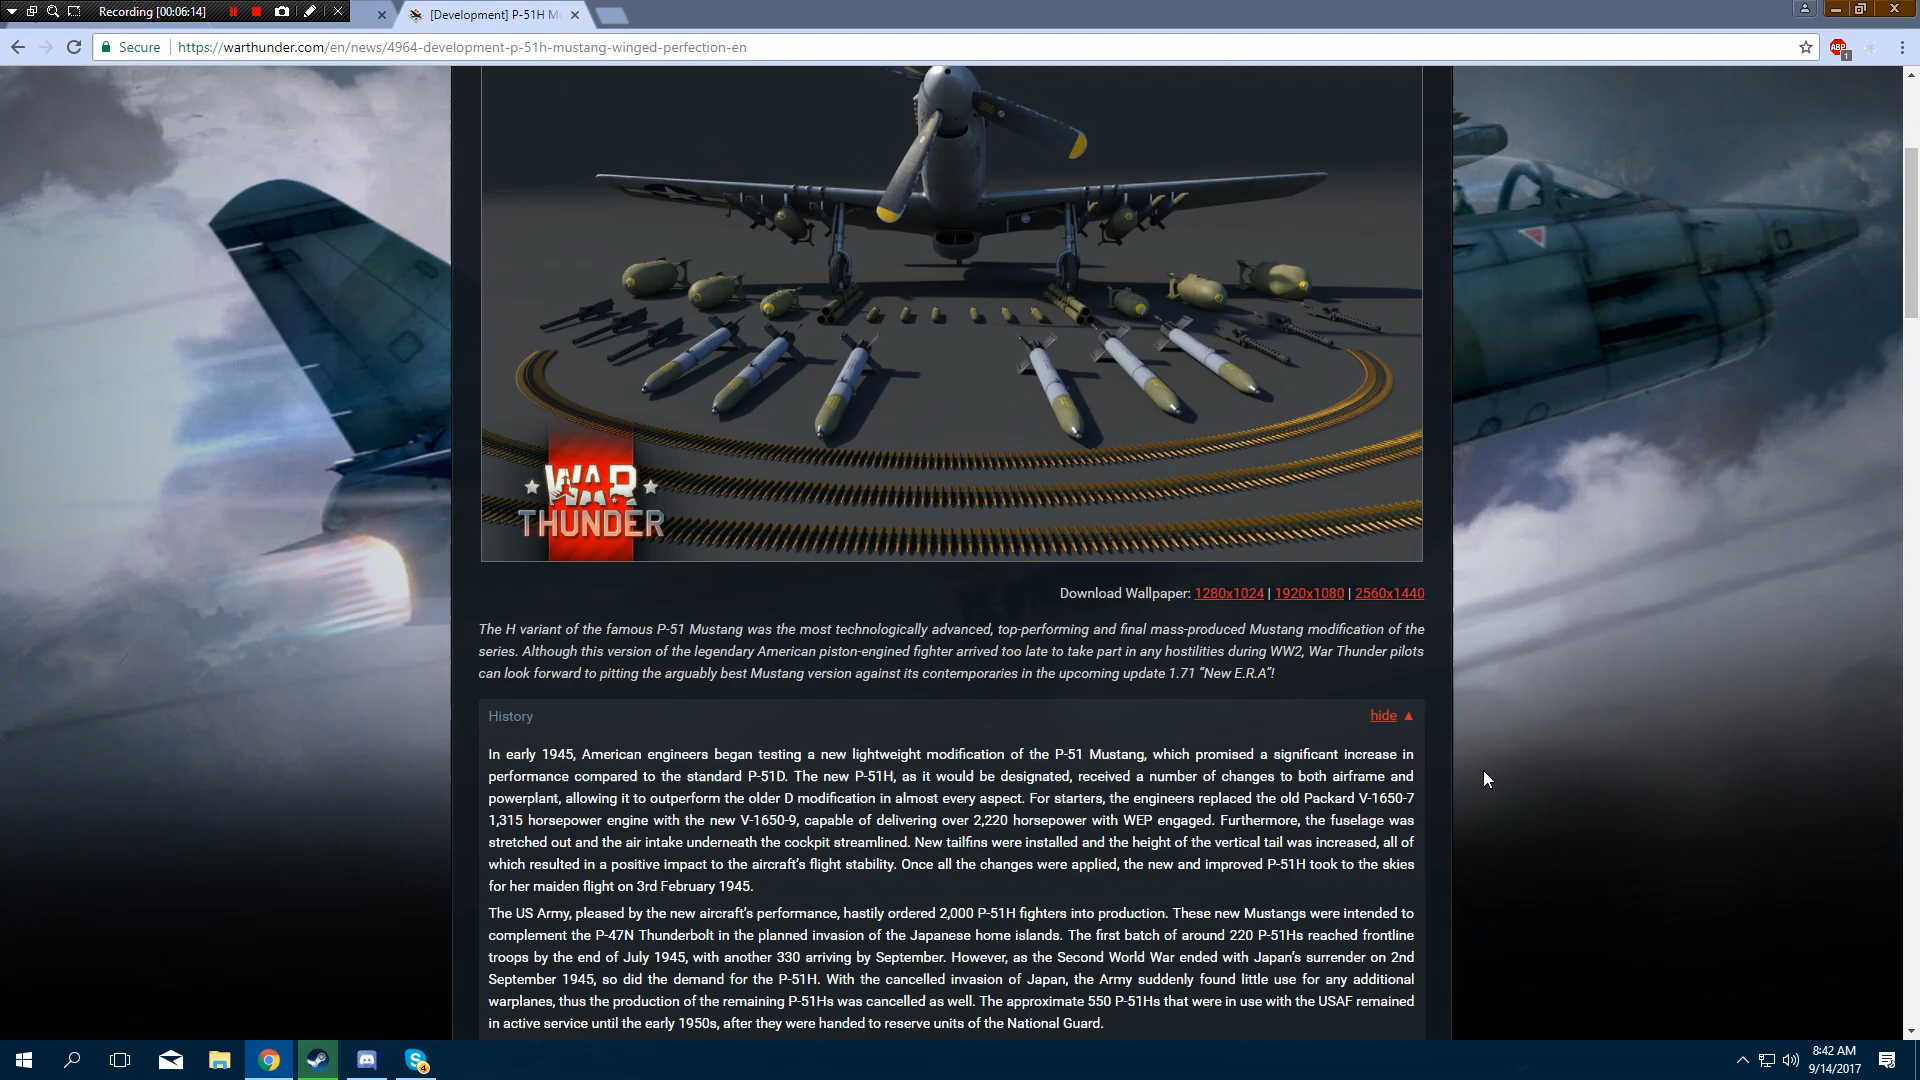 Recording [00:06:14]
[Development] P-51H M
Secure
https://warthunder.com/en/news/4964-development-p-51h-mustang-winged-perfection-en
ABP
1
WAR
THUNDER
Download Wallpaper: 1280x1024 | 1920x1080 | 2560x1440
The H variant of the famous P-51 Mustang was the most technologically advanced, top-performing and final mass-produced Mustang modification of the
series. Although this version of the legendary American piston-engined fighter arrived too late to take part in any hostilities during WW2, War Thunder pilots
can look forward to pitting the arguably best Mustang version against its contemporaries in the upcoming update 1.71 “New E.R.A”!
History
hide ▲
In early 1945, American engineers began testing a new lightweight modification of the P-51 Mustang, which promised a significant increase in
performance compared to the standard P-51D. The new P-51H, as it would be designated, received a number of changes to both airframe and
powerplant, allowing it to outperform the older D modification in almost every aspect. For starters, the engineers replaced the old Packard V-1650-7
1,315 horsepower engine with the new V-1650-9, capable of delivering over 2,220 horsepower with WEP engaged. Furthermore, the fuselage was
stretched out and the air intake underneath the cockpit streamlined. New tailfins were installed and the height of the vertical tail was increased, all of
which resulted in a positive impact to the aircraft’s flight stability. Once all the changes were applied, the new and improved P-51H took to the skies
for her maiden flight on 3rd February 1945.
The US Army, pleased by the new aircraft’s performance, hastily ordered 2,000 P-51H fighters into production. These new Mustangs were intended to
complement the P-47N Thunderbolt in the planned invasion of the Japanese home islands. The first batch of around 220 P-51Hs reached frontline
troops by the end of July 1945, with another 330 arriving by September. However, as the Second World War ended with Japan’s surrender on 2nd
September 1945, so did the demand for the P-51H. With the cancelled invasion of Japan, the Army suddenly found little use for any additional
warplanes, thus the production of the remaining P-51Hs was cancelled as well. The approximate 550 P-51Hs that were in use with the USAF remained
in active service until the early 1950s, after they were handed to reserve units of the National Guard.
4
8:42 AM
9/14/2017